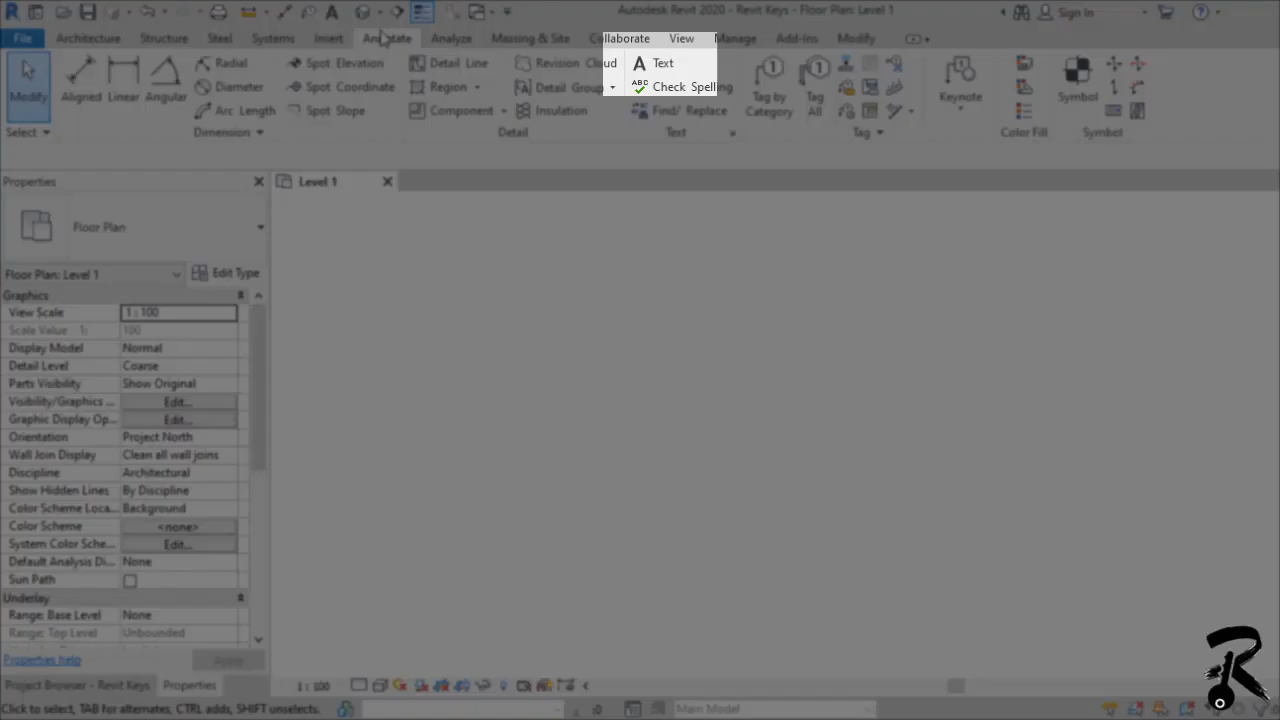 Autodesk Revit 2020 - Revit Keys - Floor Plan: Level 1
Sign In
File Architecture Structure Steel Systems Insert Annotate Analyze Massing & Site Collaborate View Manage Add-Ins Modify
Modify
Select
Aligned Linear Angular
Radial
Diameter
Arc Length
Spot Elevation
Spot Coordinate
Spot Slope
Dimension
Detail Line
Region
Component
Revision Cloud
Detail Group
Insulation
Detail
A Text
ABC Check Spelling
Find/ Replace
Text
Tag by Category
Tag All
Tag
Keynote
Color Fill
Symbol
Symbol
Properties
Level 1
Floor Plan
Floor Plan: Level 1
Edit Type
Graphics
View Scale 1 : 100
Scale Value 1: 100
Display Model Normal
Detail Level Coarse
Parts Visibility Show Original
Visibility/Graphics ... Edit...
Graphic Display Op... Edit...
Orientation Project North
Wall Join Display Clean all wall joins
Discipline Architectural
Show Hidden Lines By Discipline
Color Scheme Loca... Background
Color Scheme <none>
System Color Sche... Edit...
Default Analysis Di... None
Sun Path
Underlay
Range: Base Level None
Range: Top Level Unbounded
Properties help
Apply
Project Browser - Revit Keys Properties
1 : 100
Click to select, TAB for alternates, CTRL adds, SHIFT unselects.
:0
Main Model